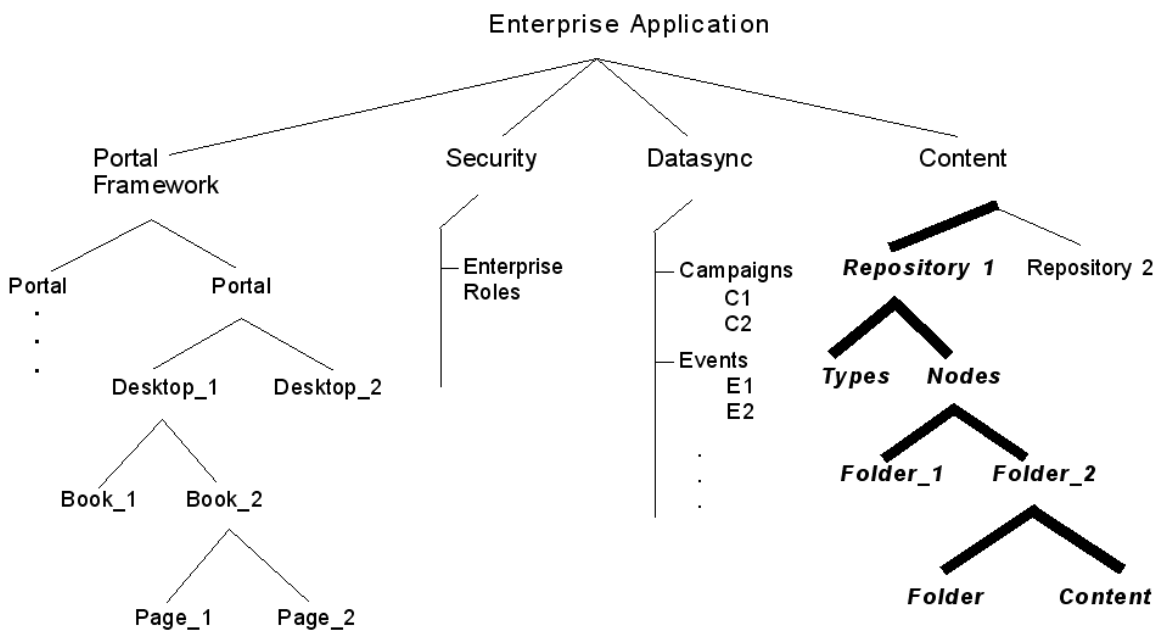 Enterprise Application
Portal
Framework
Security
Datasync
Content
Portal
Portal
Desktop_1
Desktop_2
Book_1
Book_2
Page_1
Page_2
Enterprise
Roles
Campaigns
C1
C2
Events
E1
E2
Repository 1
Repository 2
Types
Nodes
Folder_1
Folder_2
Folder
Content